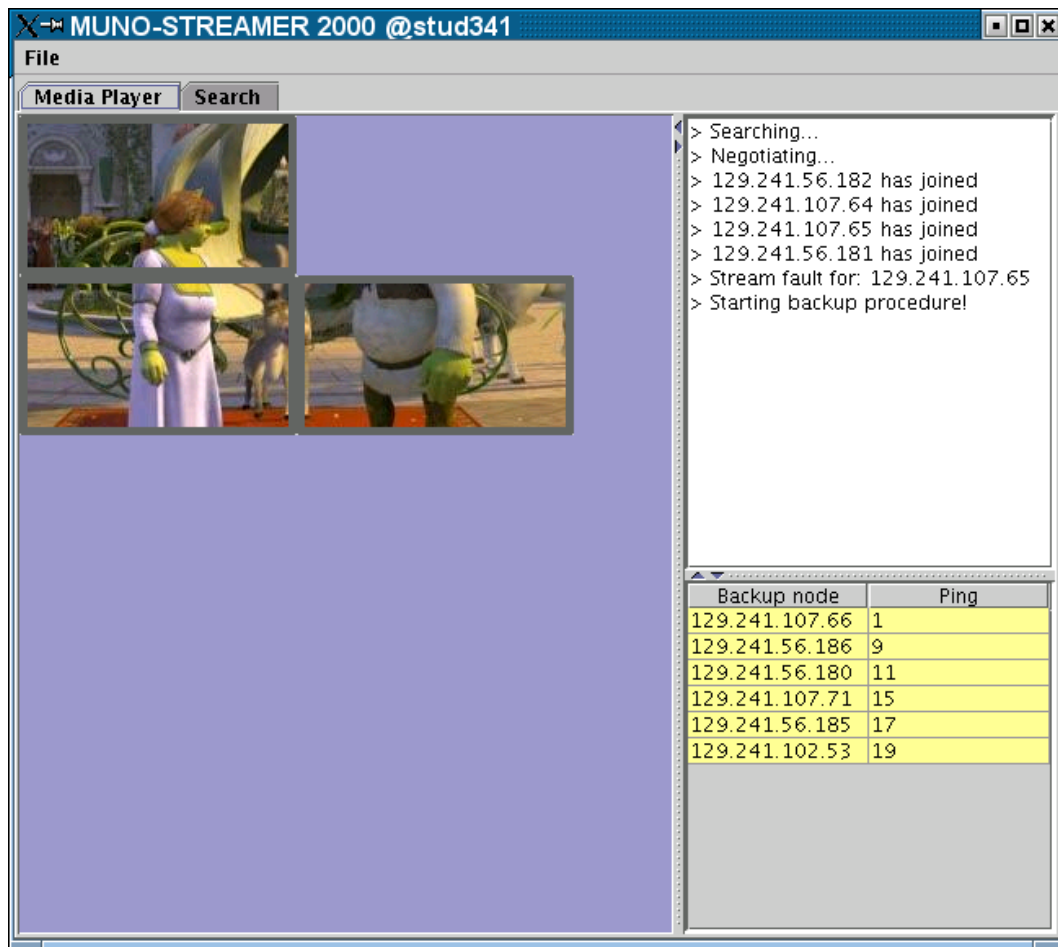 MUNO-STREAMER 2000 @stud341
File
Media Player Search
> Searching...
> Negotiating...
> 129.241.56.182 has joined
> 129.241.107.64 has joined
> 129.241.107.65 has joined
> 129.241.56.181 has joined
> Stream fault for: 129.241.107.65
> Starting backup procedure!
Backup node Ping
129.241.107.66 1
129.241.56.186 9
129.241.56.180 11
129.241.107.71 15
129.241.56.185 17
129.241.102.53 19